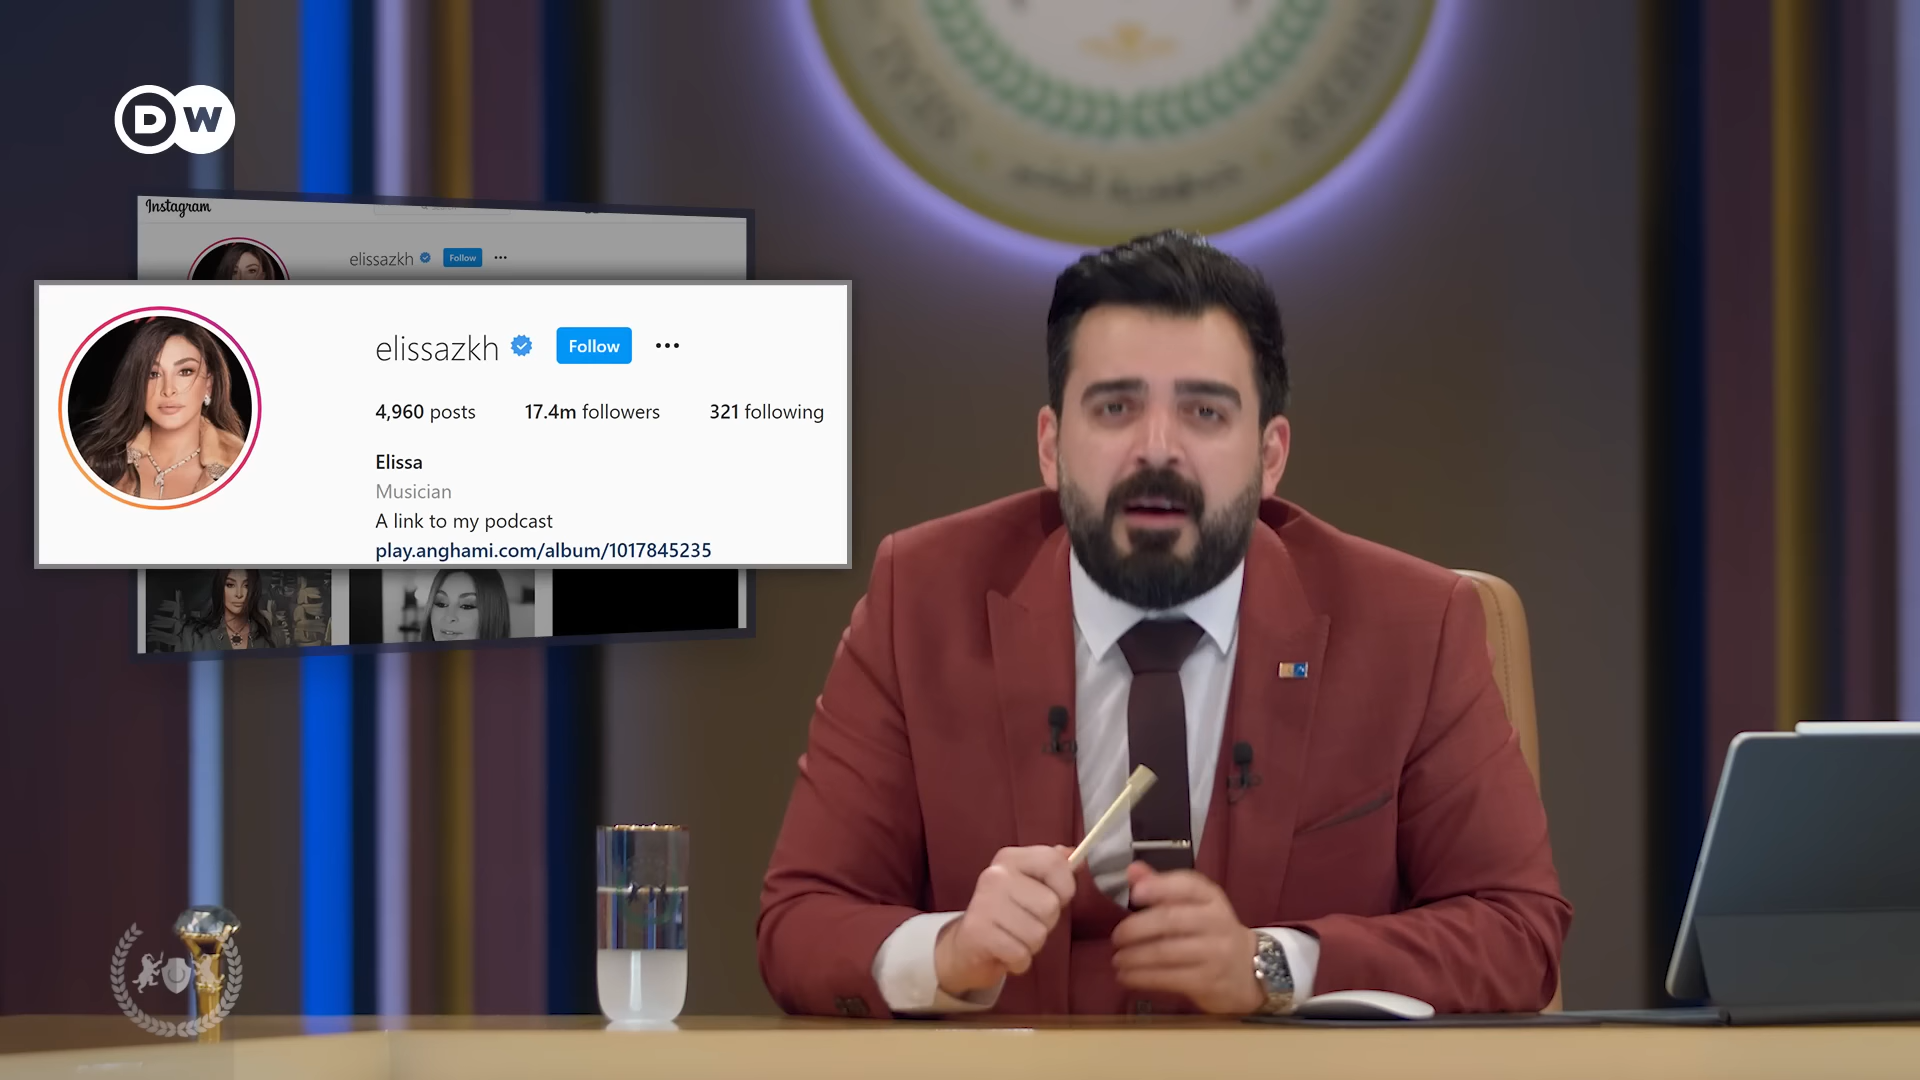 DW
Instagram
elissazkh Follow
elissazkh Follow
4,960 posts 17.4m followers 321 following
Elissa
Musician
A link to my podcast
play.anghami.com/album/1017845235